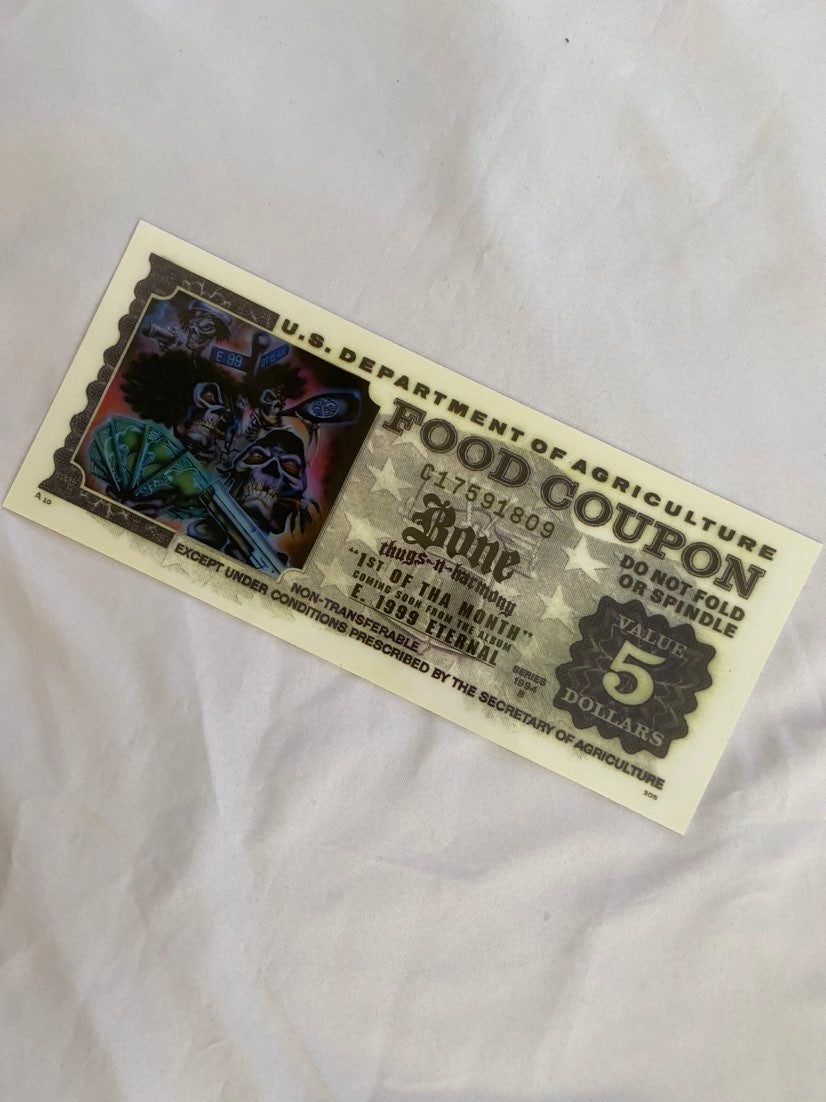 U.S. DEPARTMENT OF AGRICULTURE
FOOD COUPON
E 99
C17591809
DO NOT FOLD
OR SPINDLE
Bone
thugs~n~harmony
"1ST OF THA MONTH"
COMING SOON FROM THE ALBUM
E. 1999 ETERNAL
SERIES
1994
B
VALUE
5
DOLLARS
A 10
NON-TRANSFERABLE
EXCEPT UNDER CONDITIONS PRESCRIBED BY THE SECRETARY OF AGRICULTURE
305